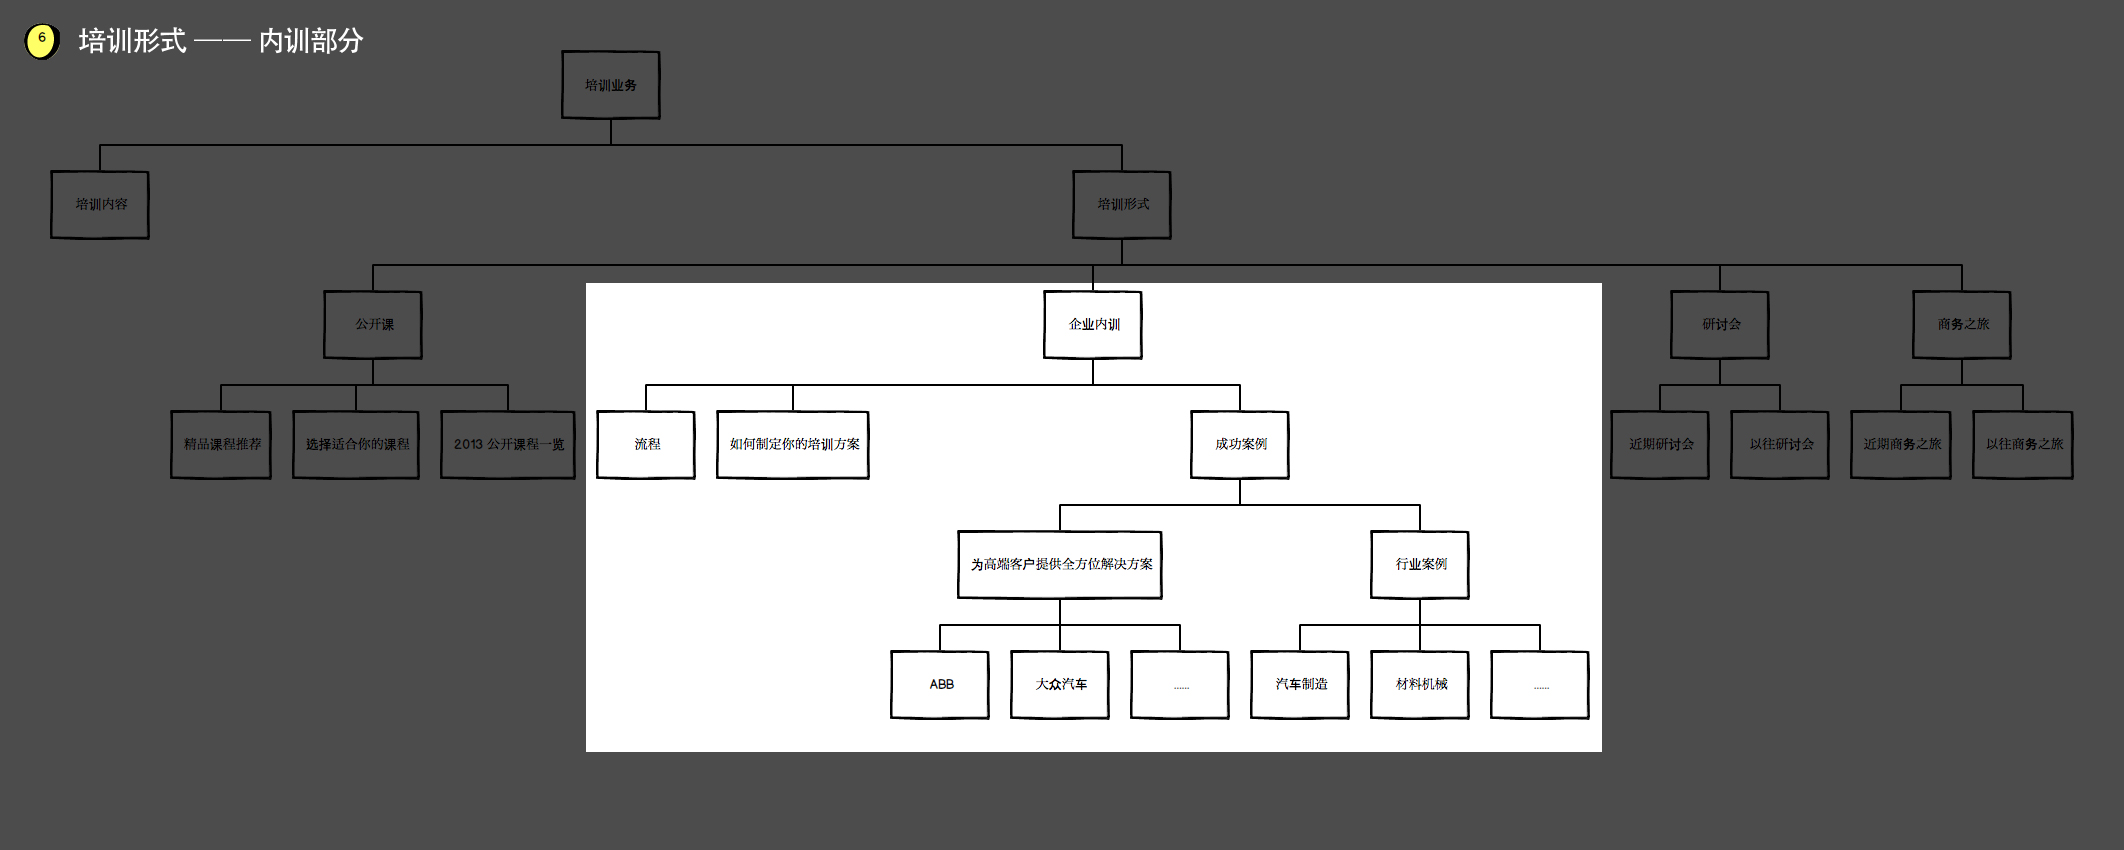 6
培训形式 —— 内训部分
培训业务
培训内容
培训形式
公开课
企业内训
研讨会
商务之旅
精品课程推荐
选择适合你的课程
2013 公开课程一览
流程
如何制定你的培训方案
成功案例
近期研讨会
以往研讨会
近期商务之旅
以往商务之旅
为高端客户提供全方位解决方案
行业案例
ABB
大众汽车
......
汽车制造
材料机械
......